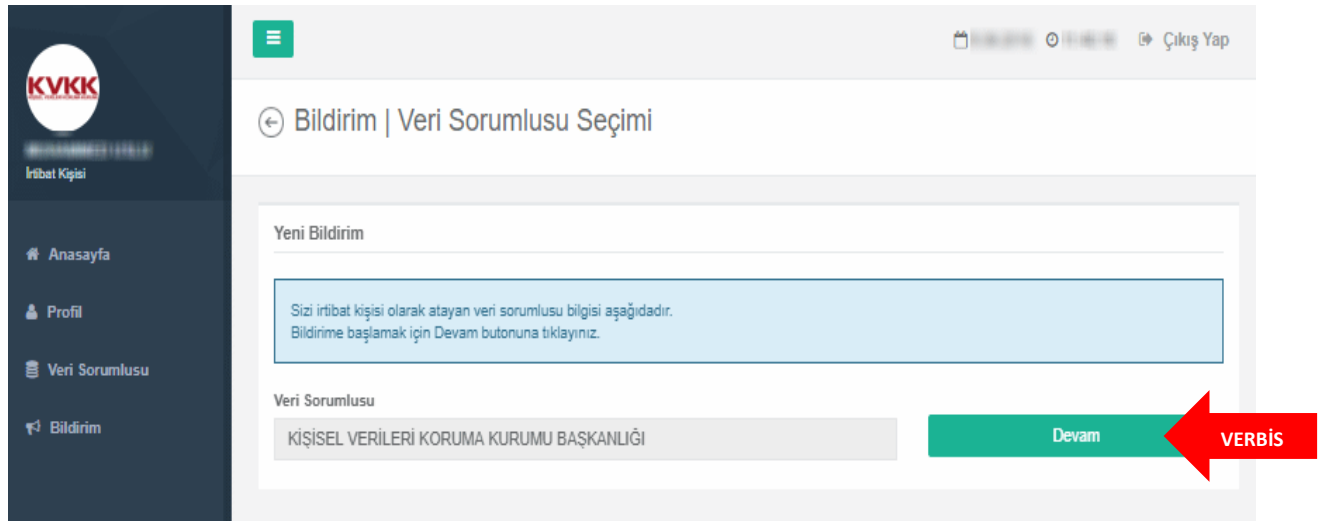 Çıkış Yap
KVKK
İrtibat Kişisi
Bildirim | Veri Sorumlusu Seçimi
Anasayfa
Profil
Veri Sorumlusu
Bildirim
Yeni Bildirim
Sizi irtibat kişisi olarak atayan veri sorumlusu bilgisi aşağıdadır.
Bildirime başlamak için Devam butonuna tıklayınız.
Veri Sorumlusu
KİŞİSEL VERİLERİ KORUMA KURUMU BAŞKANLIĞI
Devam
VERBİS